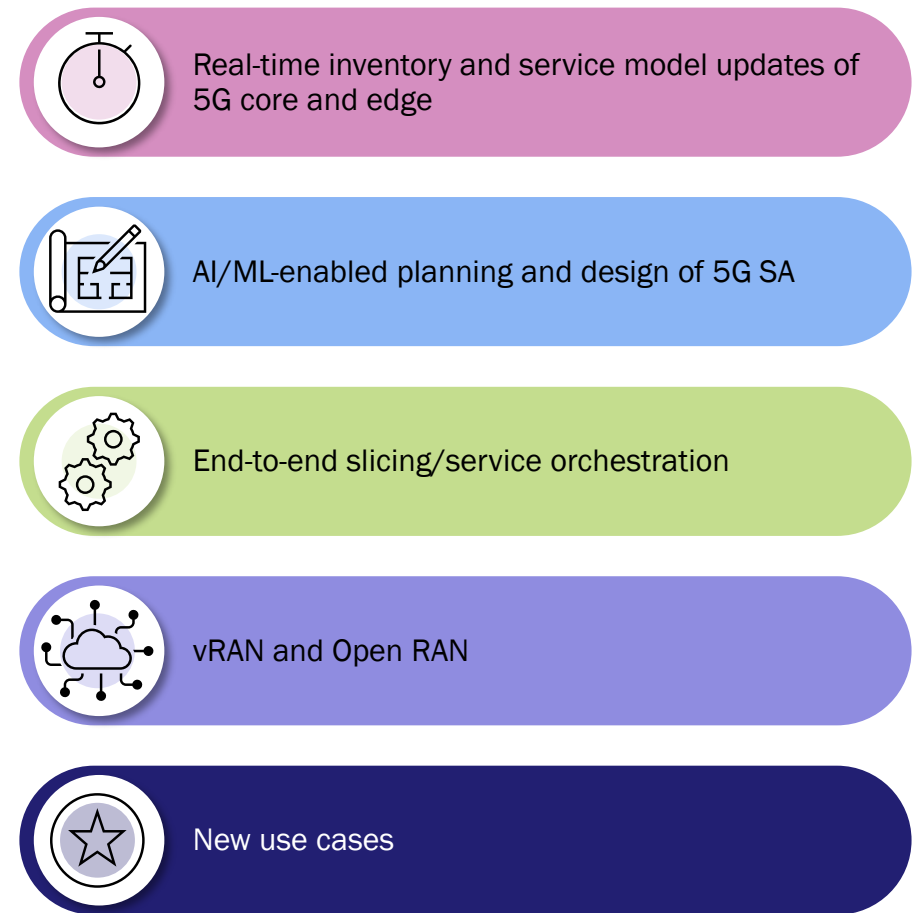 Real-time inventory and service model updates of
5G core and edge
AI/ML-enabled planning and design of 5G SA
End-to-end slicing/service orchestration
vRAN and Open RAN
New use cases